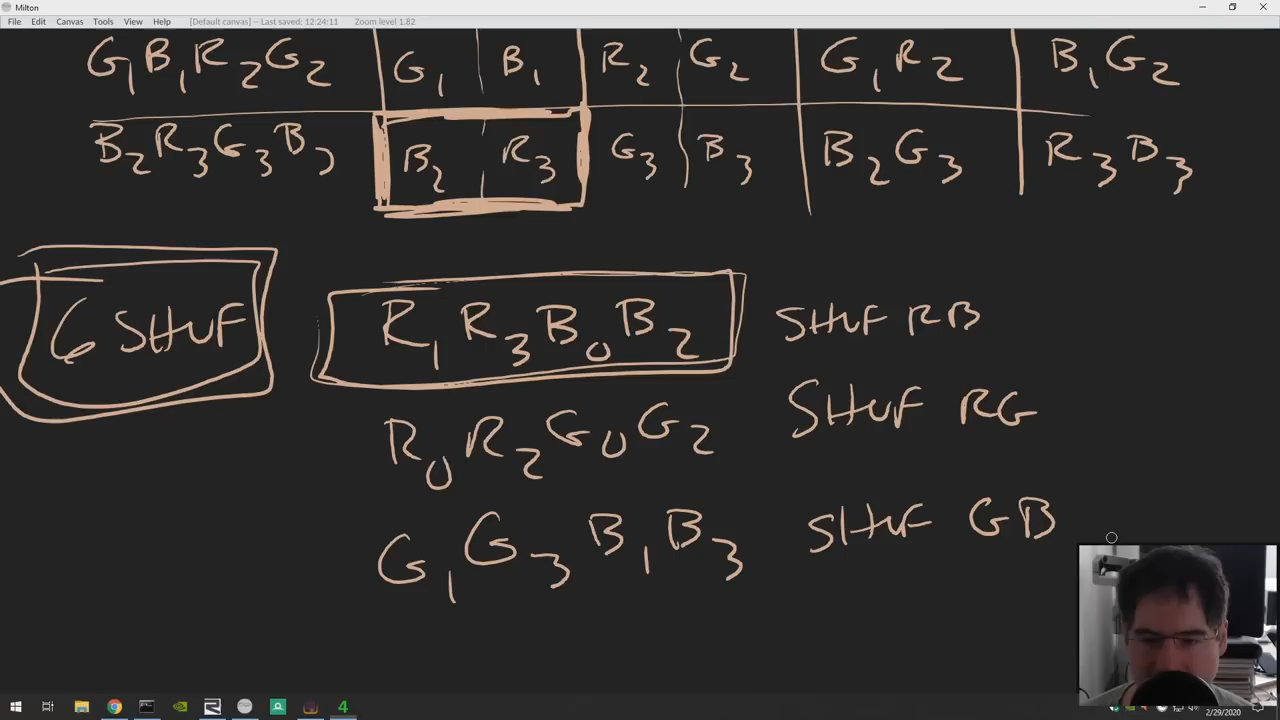 Milton
File Edit Canvas Tools View Help [Default canvas] -- Last saved: 12:24:11 Zoom level 1.82
G1B1R2G2 G1 B1 R2 G2 G1R2 B1G2
B2R3G3B3 B2 R3 G3 B3 B2G3 R3B3
6 SHUF R1R3B0B2 SHUF RB
R0R2G0G2 SHUF RG
G1G3B1B3 SHUF GB
4 2/29/2020